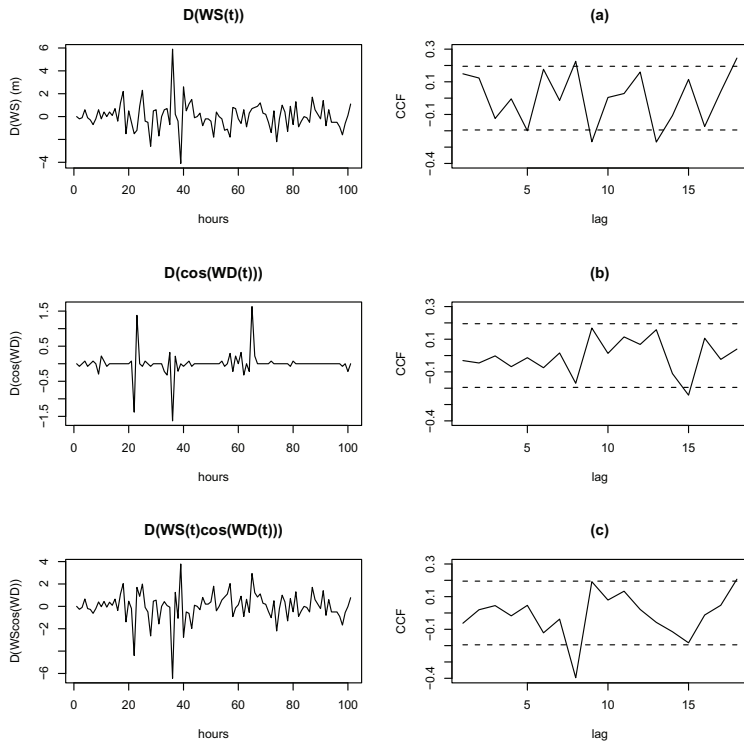 D(WS(t))
D(WS) (m)
6
4
2
0
−4
0 20 40 60 80 100
hours
(a)
CCF
0.3
0.1
−0.1
−0.4
5 10 15
lag
D(cos(WD(t)))
D(cos(WD))
1.5
0.5
−0.5
−1.5
0 20 40 60 80 100
hours
(b)
CCF
0.3
0.1
−0.1
−0.4
5 10 15
lag
D(WS(t)cos(WD(t)))
D(WScos(WD))
4
2
0
−6
0 20 40 60 80 100
hours
(c)
CCF
0.3
0.1
−0.1
−0.4
5 10 15
lag